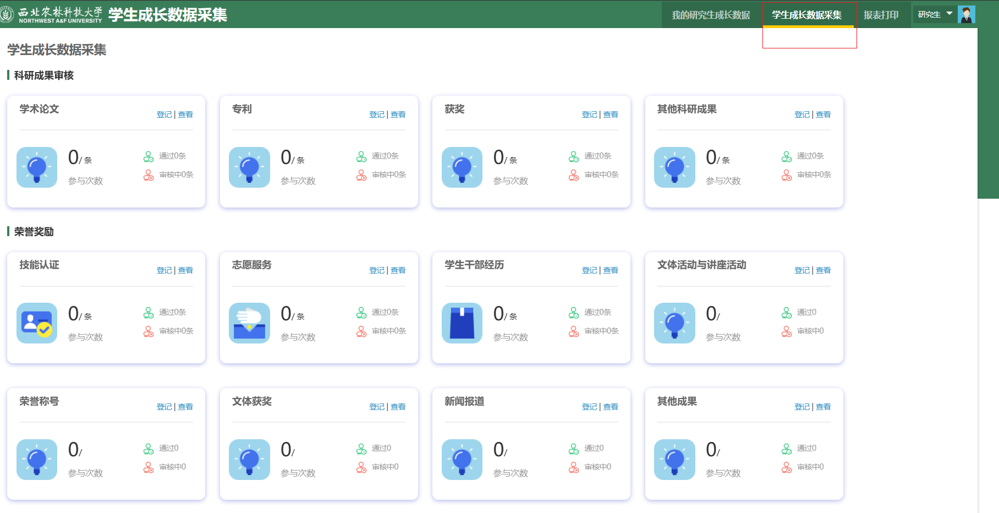 西北农林科技大学
NORTHWEST A&F UNIVERSITY
学生成长数据采集
我的研究生成长数据
学生成长数据采集
报表打印
研究生
学生成长数据采集
科研成果审核
学术论文
登记 | 查看
0/ 条
参与次数
通过0条
审核中0条
专利
登记 | 查看
0/ 条
参与次数
通过0条
审核中0条
获奖
登记 | 查看
0/ 条
参与次数
通过0条
审核中0条
其他科研成果
登记 | 查看
0/ 条
参与次数
通过0条
审核中0条
荣誉奖励
技能认证
登记 | 查看
0/ 条
参与次数
通过0条
审核中0条
志愿服务
登记 | 查看
0/ 条
参与次数
通过0条
审核中0条
学生干部经历
登记 | 查看
0/ 条
参与次数
通过0条
审核中0条
文体活动与讲座活动
登记 | 查看
0/
参与次数
通过0
审核中0
荣誉称号
登记 | 查看
0/
参与次数
通过0
审核中0
文体获奖
登记 | 查看
0/
参与次数
通过0
审核中0
新闻报道
登记 | 查看
0/
参与次数
通过0
审核中0
其他成果
登记 | 查看
0/
参与次数
通过0
审核中0